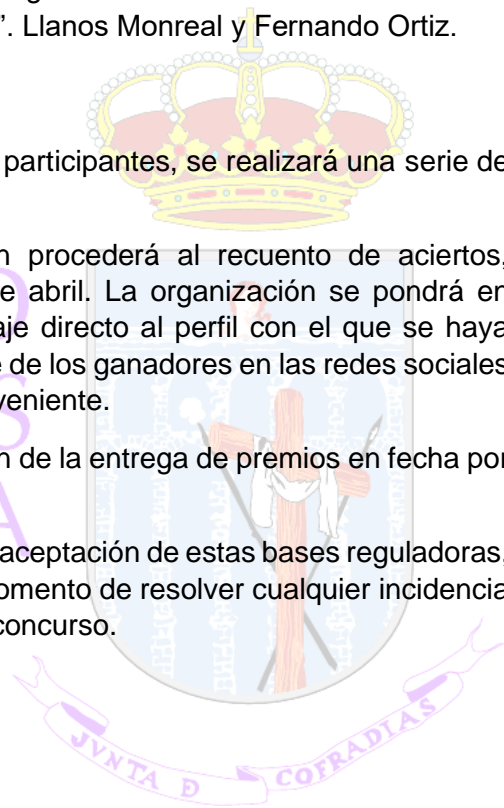 ”. Llanos Monreal y Fernando Ortiz.
participantes, se realizará una serie de
n procederá al recuento de aciertos,
e abril. La organización se pondrá en
aje directo al perfil con el que se haya
e de los ganadores en las redes sociales
veniente.
n de la entrega de premios en fecha por
aceptación de estas bases reguladoras,
omento de resolver cualquier incidencia
concurso.
JVNTA D COFRADIAS